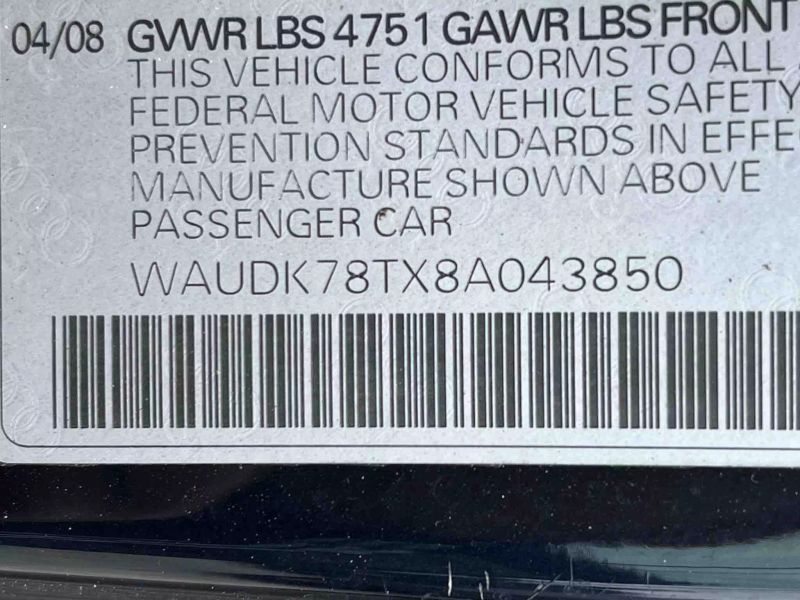 04/08 GVWR LBS 4751 GAWR LBS FRONT
THIS VEHICLE CONFORMS TO ALL
FEDERAL MOTOR VEHICLE SAFETY
PREVENTION STANDARDS IN EFFE
MANUFACTURE SHOWN ABOVE
PASSENGER CAR
WAUDK78TX8A043850